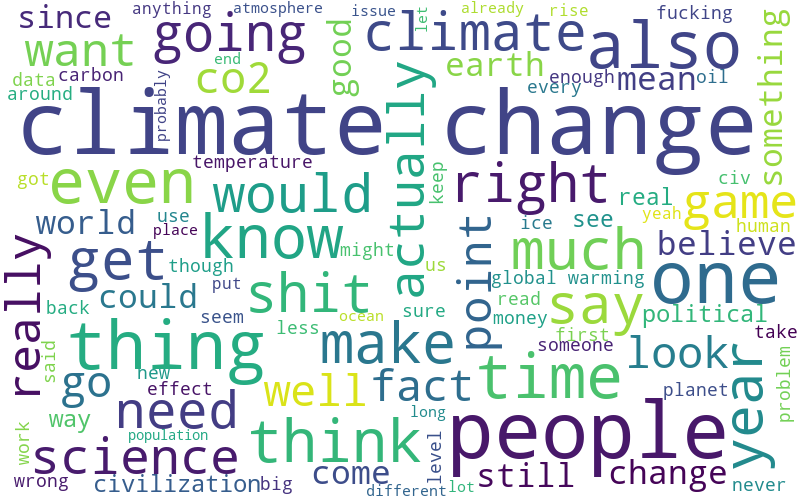 since
anything
atmosphere
issue
let
already
rise
fucking
going
climate
also
want
good
earth
enough
mean
oil
something
data
carbon
co2
end
every
around
probably
climate
change
actually
temperature
got
even
would
keep
right
real
civ
game
world
use
place
know
might
point
ice
see
yeah
human
much
believe
really
get
though
us
global warming
one
back
could
put
shit
sure
read
say
money
political
seem
less
ocean
first
someone
take
thing
make
look
problem
said
new
effect
go
well
fact
time
planet
year
way
need
think
long
people
work
population
science
come
level
still
change
never
wrong
civilization
big
different
lot